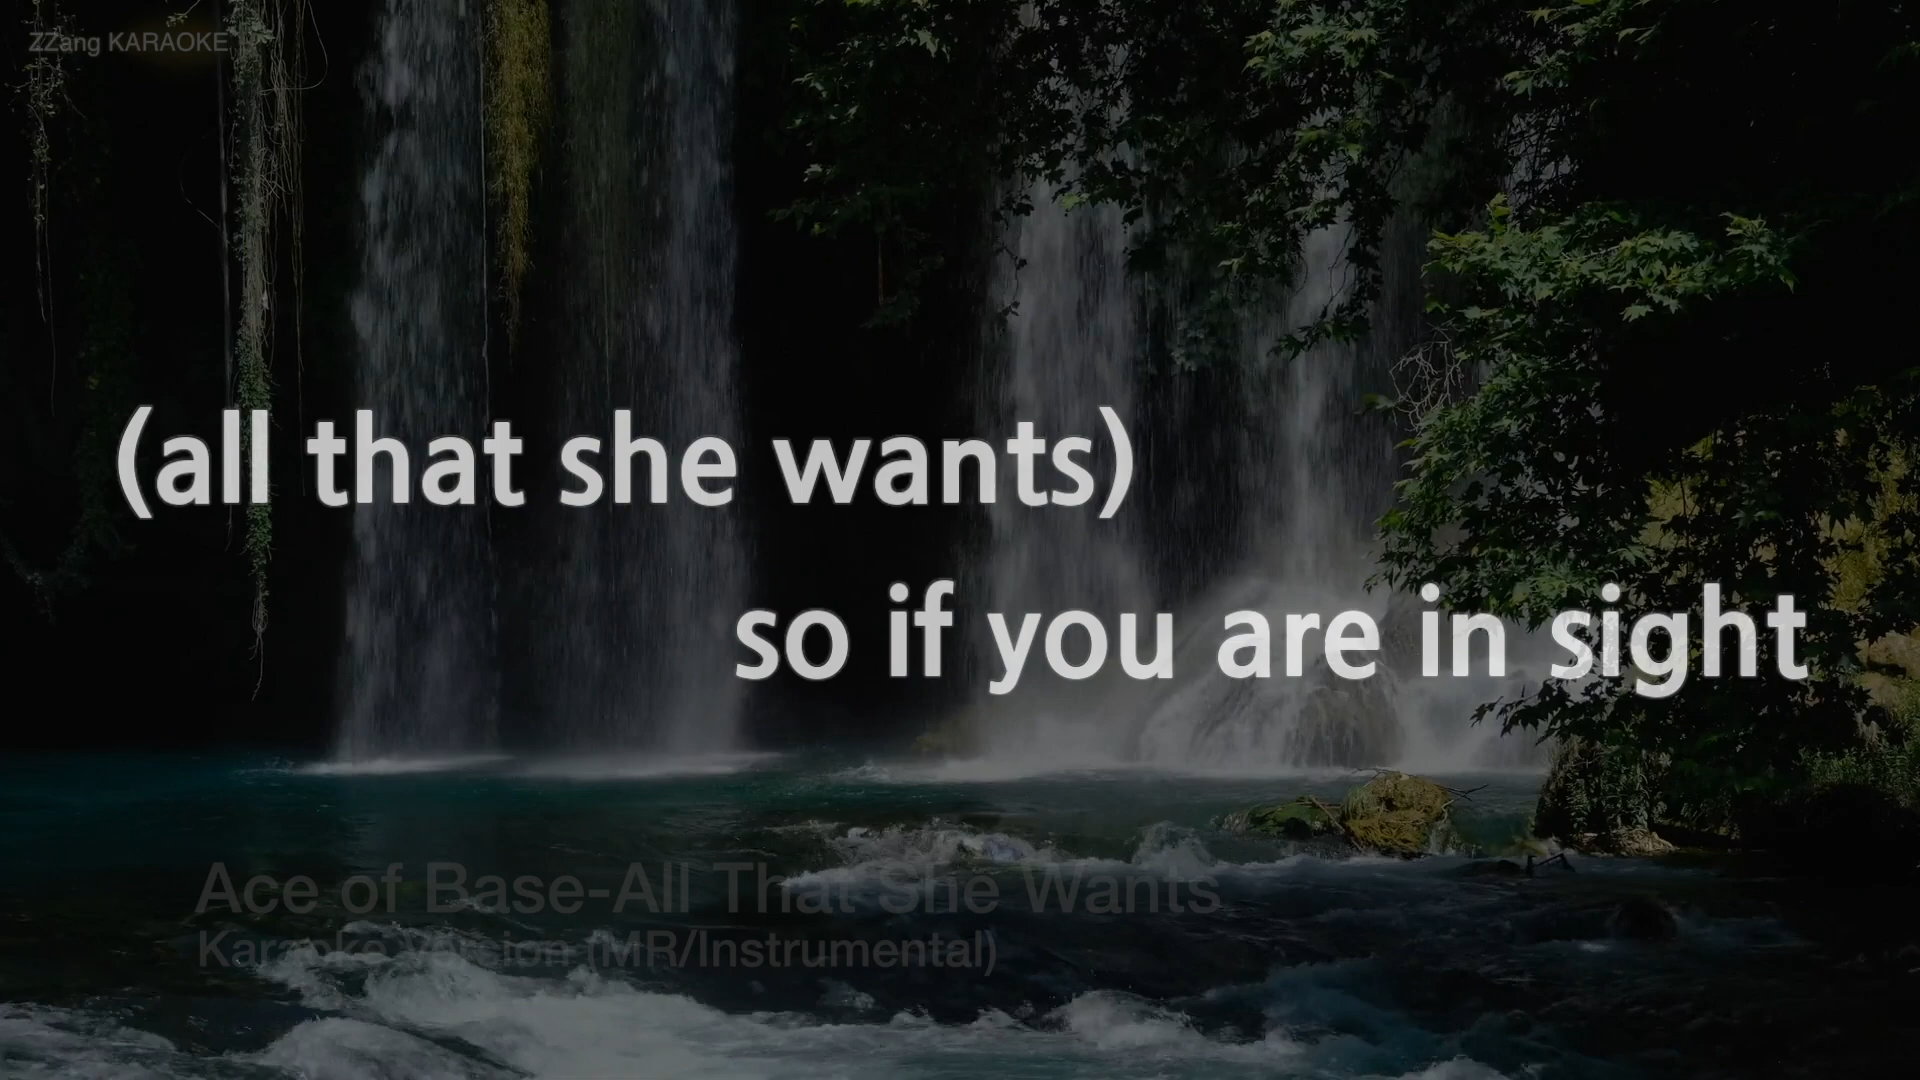 ZZang KARAOKE
(all that she wants)
so if you are in sight
Ace of Base-All That She Wants
Karaoke Version (MR/Instrumental)